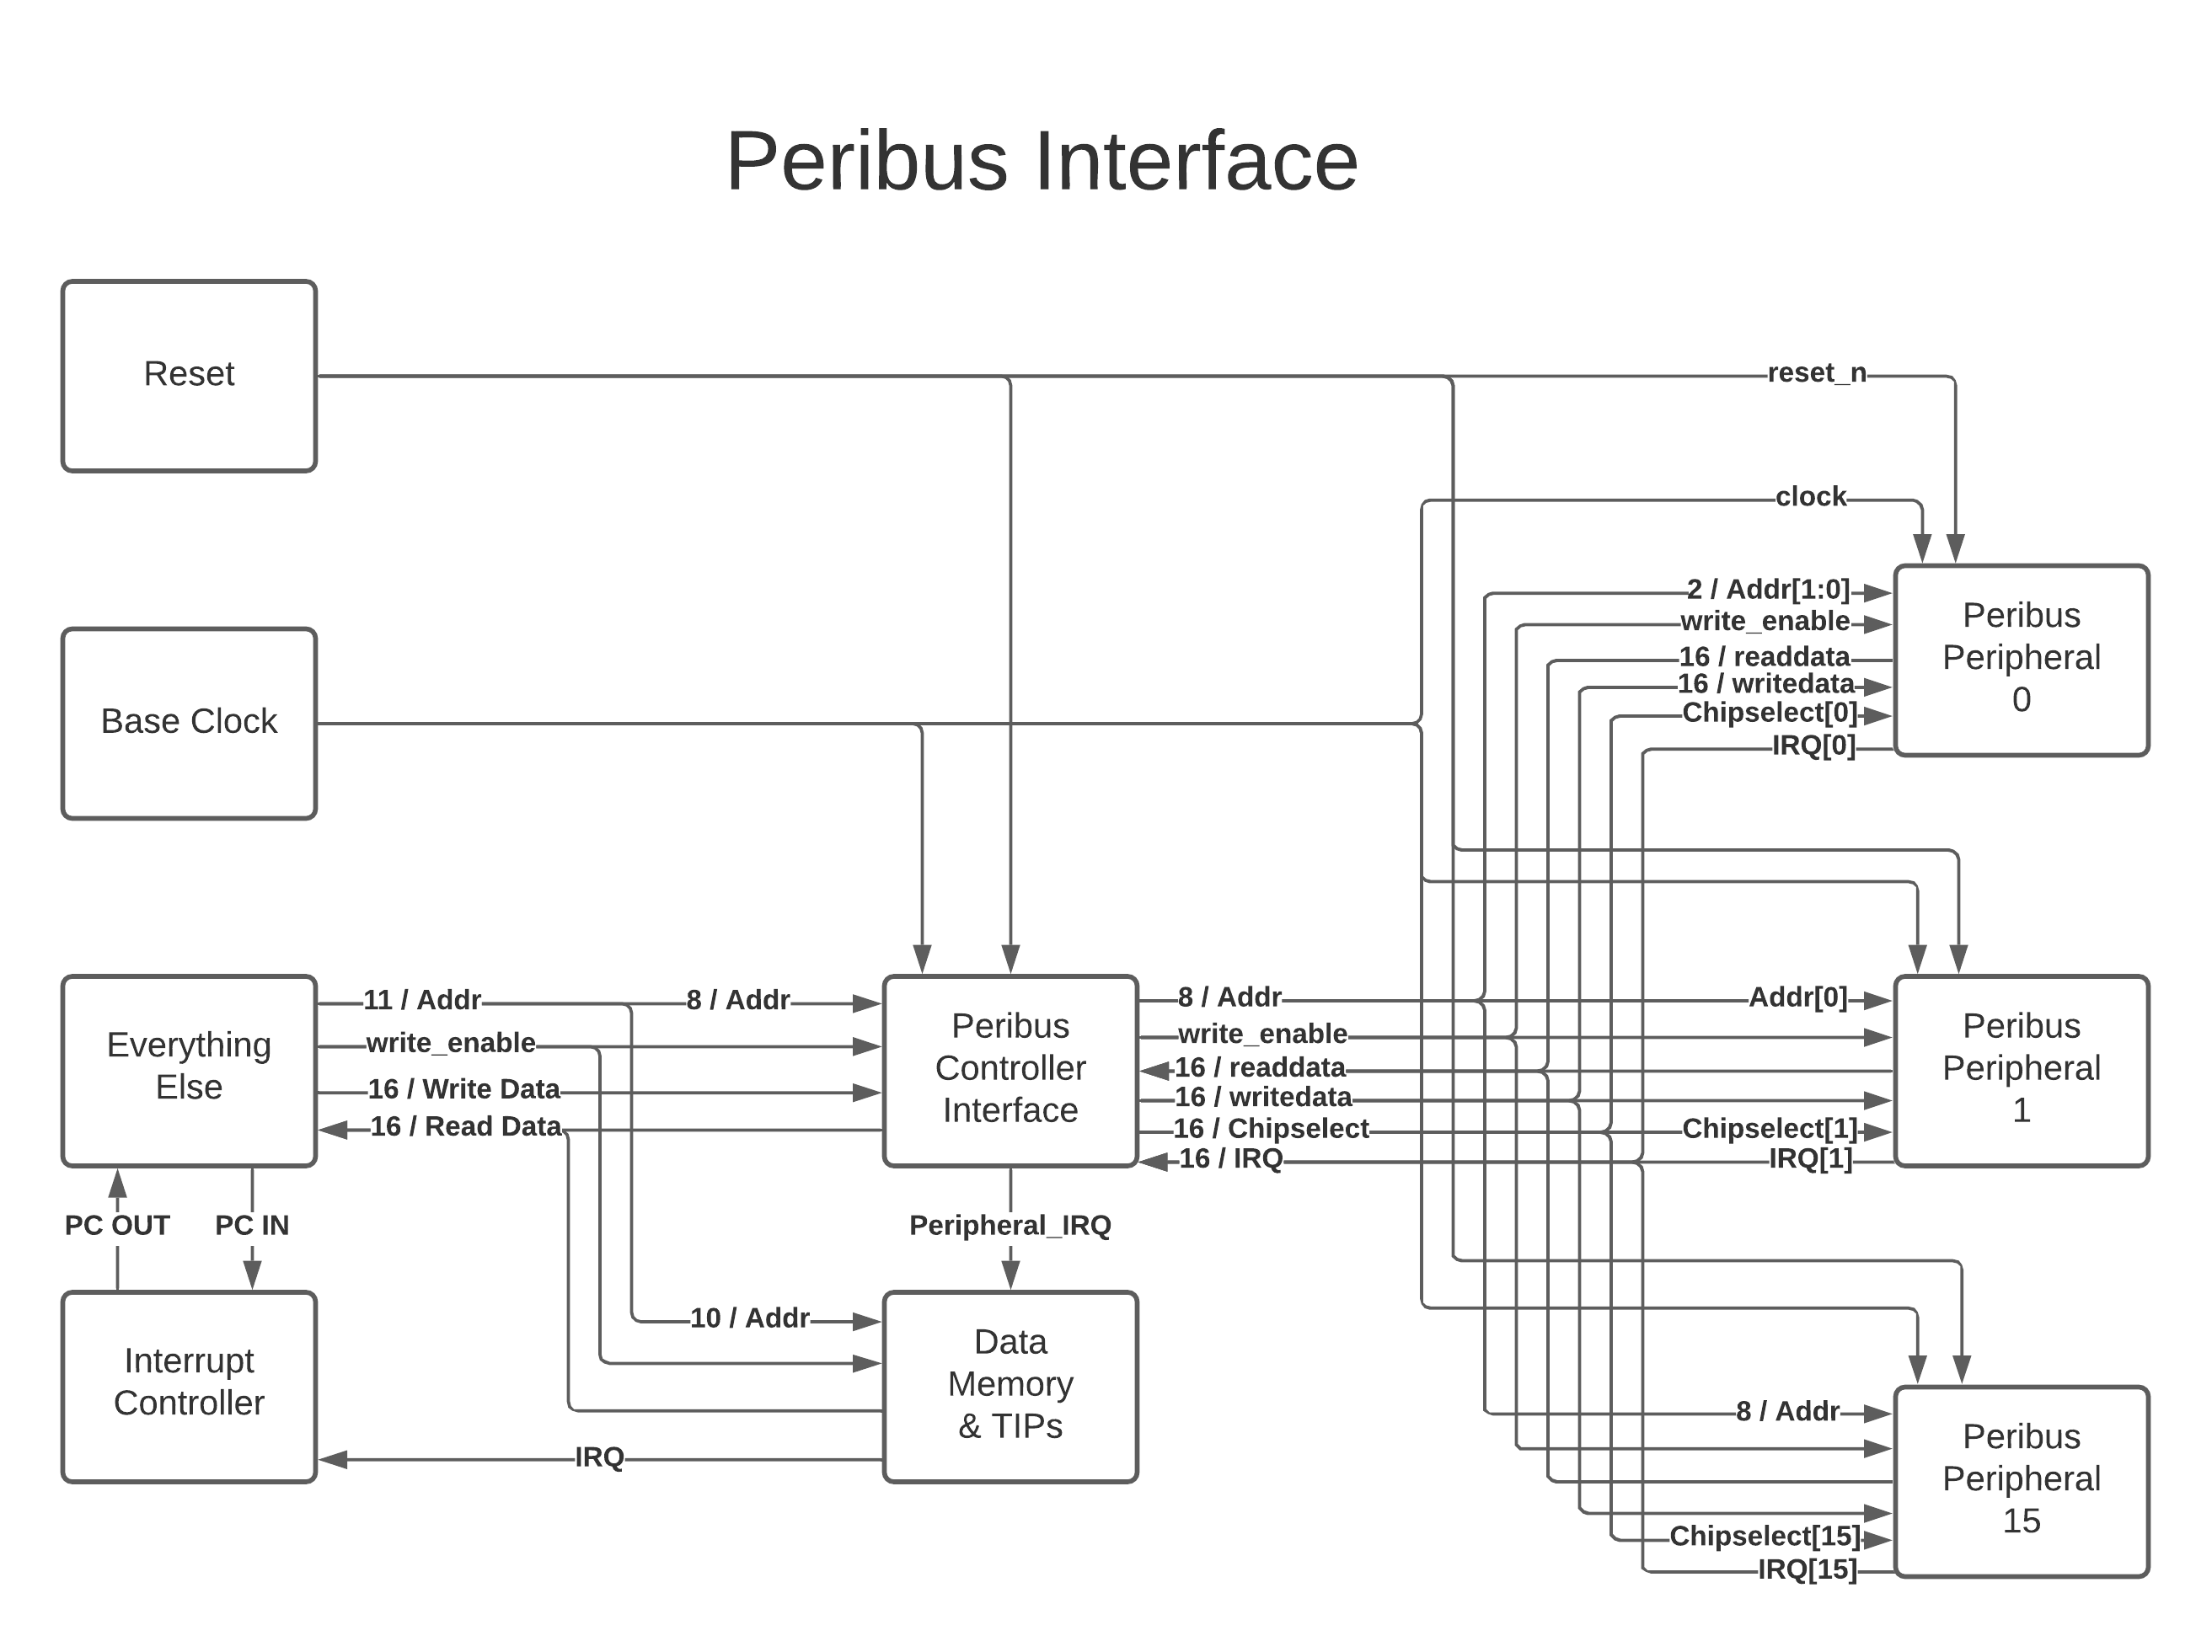 Peribus Interface
Reset
reset_n
clock
2 / Addr[1:0]
write_enable
16 / readdata
16 / writedata
Chipselect[0]
IRQ[0]
Peribus
Peripheral
0
Base Clock
Everything
Else
11 / Addr
8 / Addr
write_enable
16 / Write Data
16 / Read Data
Peribus
Controller
Interface
8 / Addr
write_enable
16 / readdata
16 / writedata
16 / Chipselect
16 / IRQ
Addr[0]
Chipselect[1]
IRQ[1]
Peribus
Peripheral
1
PC OUT
PC IN
Peripheral_IRQ
Interrupt
Controller
10 / Addr
IRQ
Data
Memory
& TIPs
8 / Addr
Chipselect[15]
IRQ[15]
Peribus
Peripheral
15